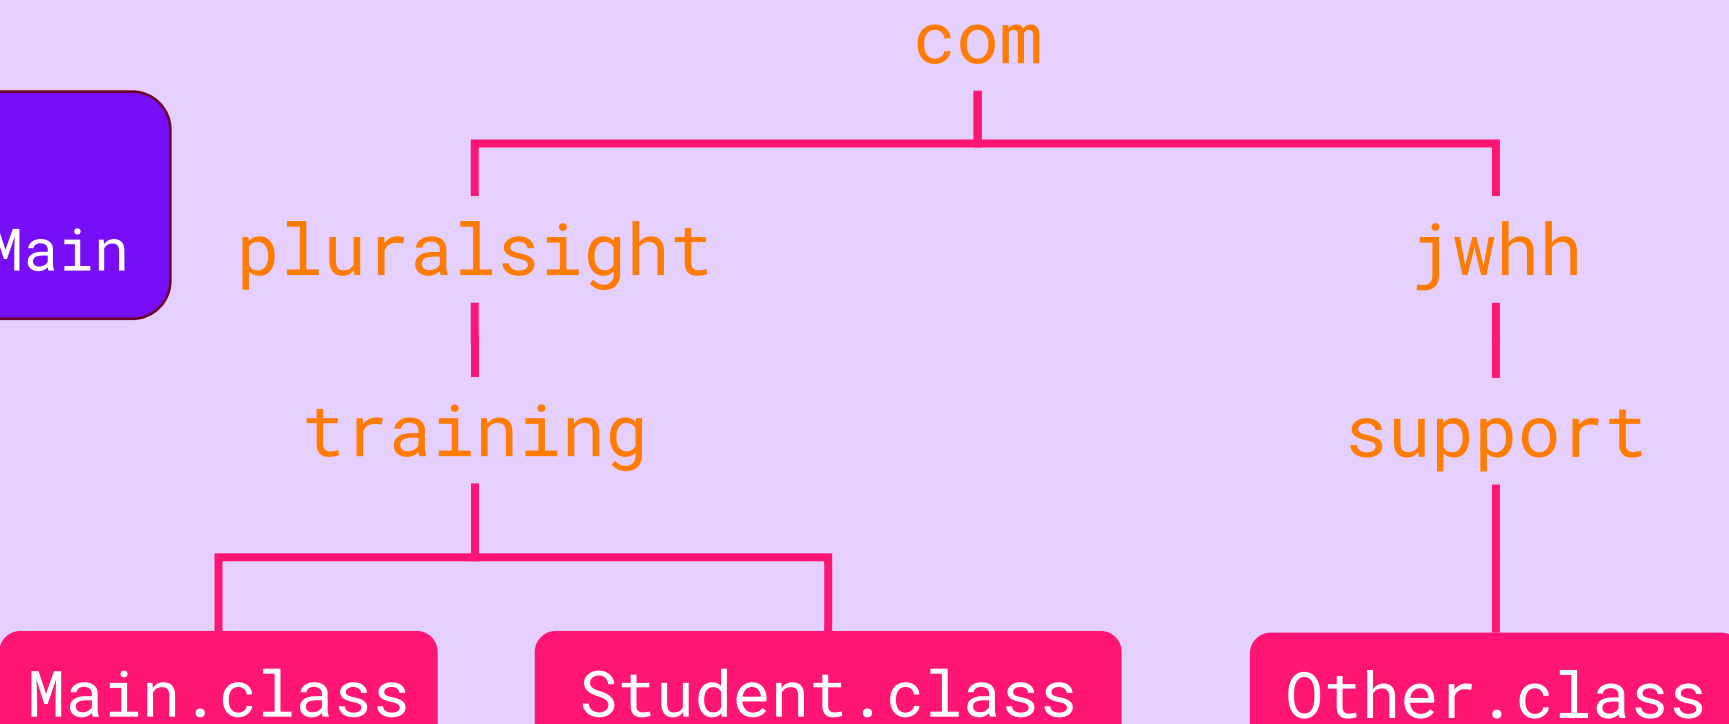 com
Main
pluralsight
jwhh
training
support
Main.class
Student.class
Other.class